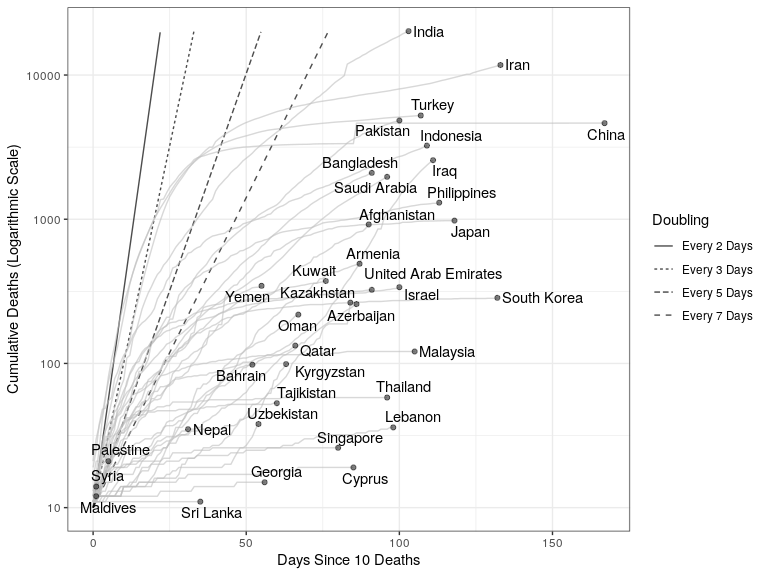 India
Iran
10000
Turkey
Pakistan
China
Indonesia
Bangladesh
Iraq
Saudi Arabia
Philippines
1000
Afghanistan
Japan
Armenia
Kuwait
United Arab Emirates
Yemen
Kazakhstan
Israel
South Korea
Azerbaijan
Oman
Qatar
Malaysia
100
Bahrain
Kyrgyzstan
Thailand
Tajikistan
Uzbekistan
Lebanon
Nepal
Singapore
Palestine
Syria
Georgia
Cyprus
10
Maldives
Sri Lanka
0
50
100
150
Days Since 10 Deaths
Cumulative Deaths (Logarithmic Scale)
Doubling
Every 2 Days
Every 3 Days
Every 5 Days
Every 7 Days